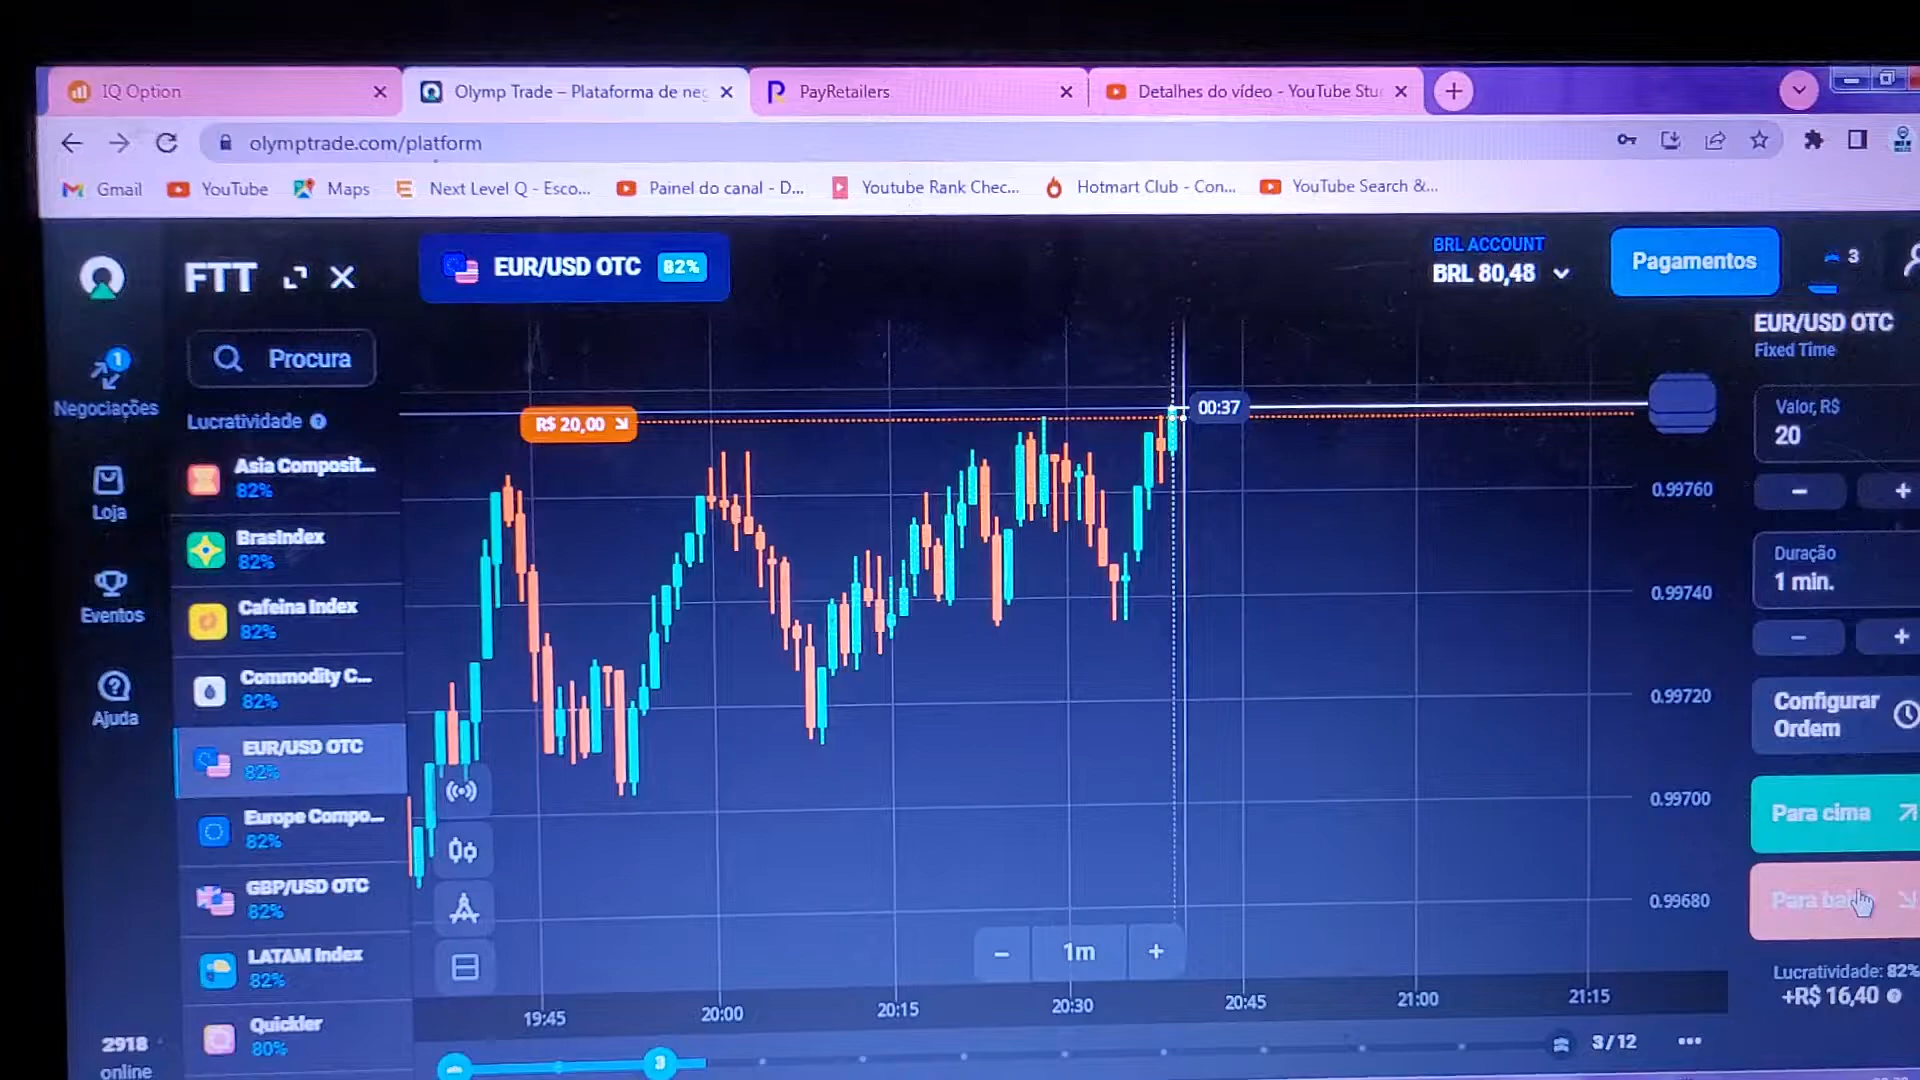 IQ Option
Olymp Trade – Plataforma de neg
PayRetailers
Detalhes do vídeo - YouTube Stu
olymptrade.com/platform
Gmail
YouTube
Maps
Next Level Q - Esco...
Painel do canal - D...
Youtube Rank Chec...
Hotmart Club - Con...
YouTube Search &...
FTT
EUR/USD OTC
82%
BRL ACCOUNT
BRL 80,48
Pagamentos
3
1
Negociações
Loja
Eventos
Ajuda
2918
online
Procura
Lucratividade
Asia Composit...
82%
BrasIndex
82%
Cafeina Index
82%
Commodity C...
82%
EUR/USD OTC
82%
Europe Compo...
82%
GBP/USD OTC
82%
LATAM Index
82%
Quickler
80%
R$ 20,00
00:37
0.99760
0.99740
0.99720
0.99700
0.99680
1m
19:45
20:00
20:15
20:30
20:45
21:00
21:15
3
3/12
EUR/USD OTC
Fixed Time
Valor, R$
20
Duração
1 min.
Configurar
Ordem
Para cima
Para
Lucratividade: 82%
+R$ 16,40